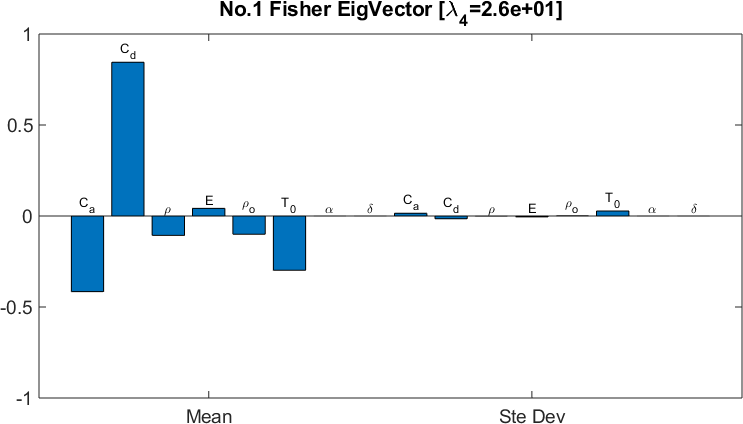 No.1 Fisher EigVector [λ4=2.6e+01]
1
0.5
0
-0.5
-1
Ca Cd ρ E ρo T0 α δ Ca Cd ρ E ρo T0 α δ
Mean Ste Dev